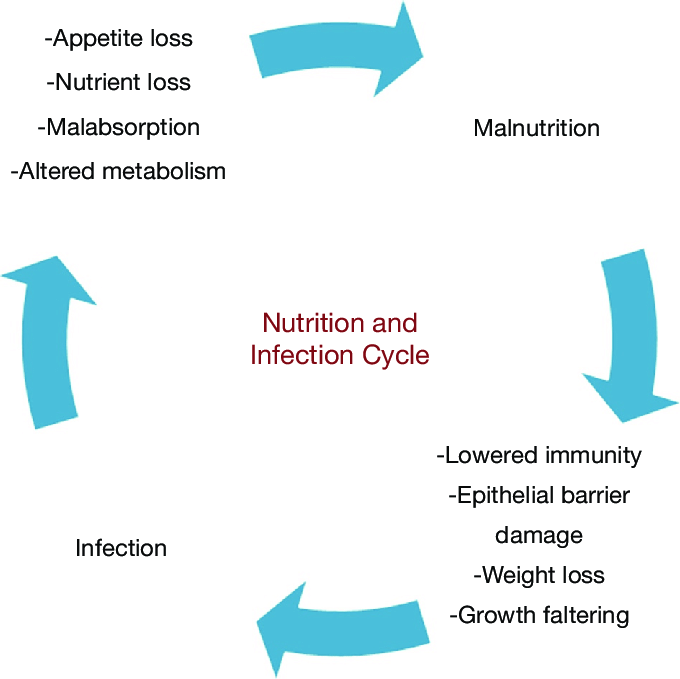 -Appetite loss
-Nutrient loss
-Malabsorption
-Altered metabolism
Malnutrition
Nutrition and
Infection Cycle
-Lowered immunity
-Epithelial barrier
damage
-Weight loss
-Growth faltering
Infection